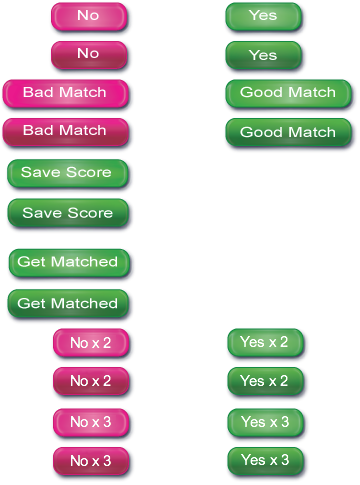 No Yes
No Yes
Bad Match Good Match
Bad Match Good Match
Save Score
Save Score
Get Matched
Get Matched
No x 2 Yes x 2
No x 2 Yes x 2
No x 3 Yes x 3
No x 3 Yes x 3